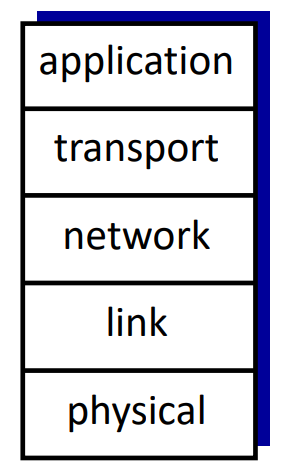 application
transport
network
link
physical